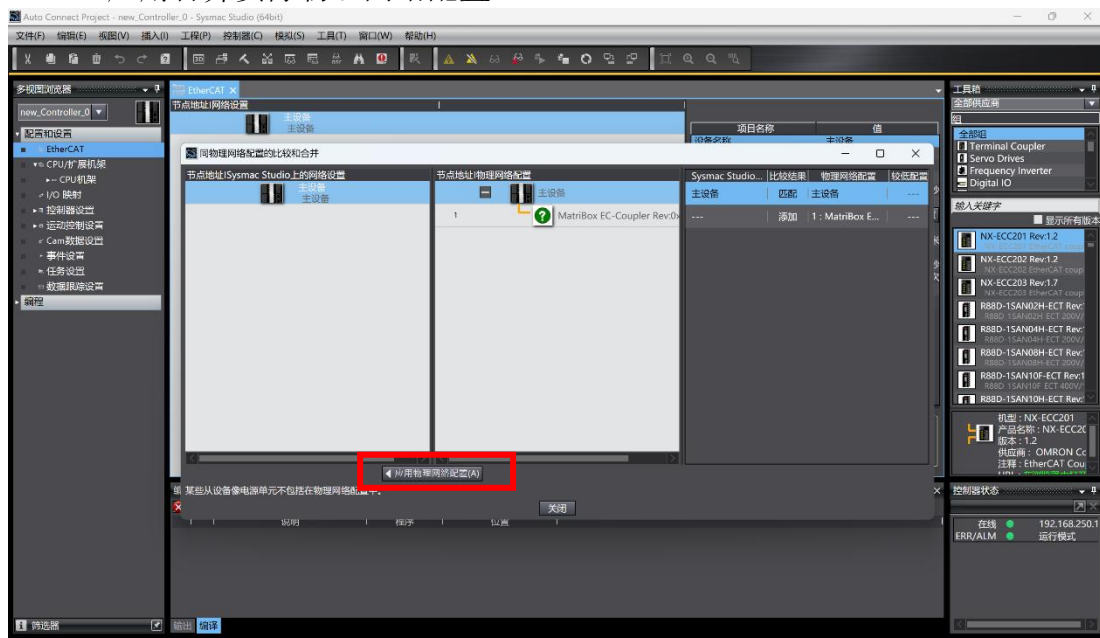 Auto Connect Project - new_Controller_0 - Sysmac Studio (64bit)
文件(F) 编辑(E) 视图(V) 插入(I) 工程(P) 控制器(C) 模拟(S) 工具(T) 窗口(W) 帮助(H)
多视图浏览器
new_Controller_0
配置和设置
EtherCAT
CPU/扩展机架
CPU机架
I/O 映射
控制器设置
运动控制设置
Cam数据设置
事件设置
任务设置
数据跟踪设置
编程
筛选器
EtherCAT
节点地址|网络设置
主设备
主设备
项目名称 值
设备名称 主设备
同物理网络配置的比较和合并
节点地址|Sysmac Studio上的网络设置
主设备
主设备
节点地址|物理网络配置
主设备
1 MatriBox EC-Coupler Rev:0x
Sysmac Studio... 比较结果 物理网络配置 较低配置
主设备 匹配 主设备 ---
--- 添加 1 : MatriBox E... ---
应用物理网络配置(A)
某些从设备像电源单元不包括在物理网络配置中。
关闭
说明 程序 位置
输出 编译
工具箱
全部供应商
组
全部组
Terminal Coupler
Servo Drives
Frequency Inverter
Digital IO
输入关键字
显示所有版本
NX-ECC201 Rev:1.2
NX-ECC202 Rev:1.2
NX-ECC202 EtherCAT coup
NX-ECC203 Rev:1.7
NX-ECC203 EtherCAT coup
R88D-1SAN02H-ECT Rev:
R88D-1SAN02H ECT 200V/
R88D-1SAN04H-ECT Rev:
R88D-1SAN04H-ECT 200V/
R88D-1SAN08H-ECT Rev:
R88D-1SAN08H-ECT 200V/
R88D-1SAN10F-ECT Rev:1
R88D-1SAN10F ECT 400V/
R88D-1SAN10H-ECT Rev:
机型 : NX-ECC201
产品名称 : NX-ECC20
版本 : 1.2
供应商 : OMRON Co
注释 : EtherCAT Cou
控制器状态
在线 192.168.250.1
ERR/ALM 运行模式